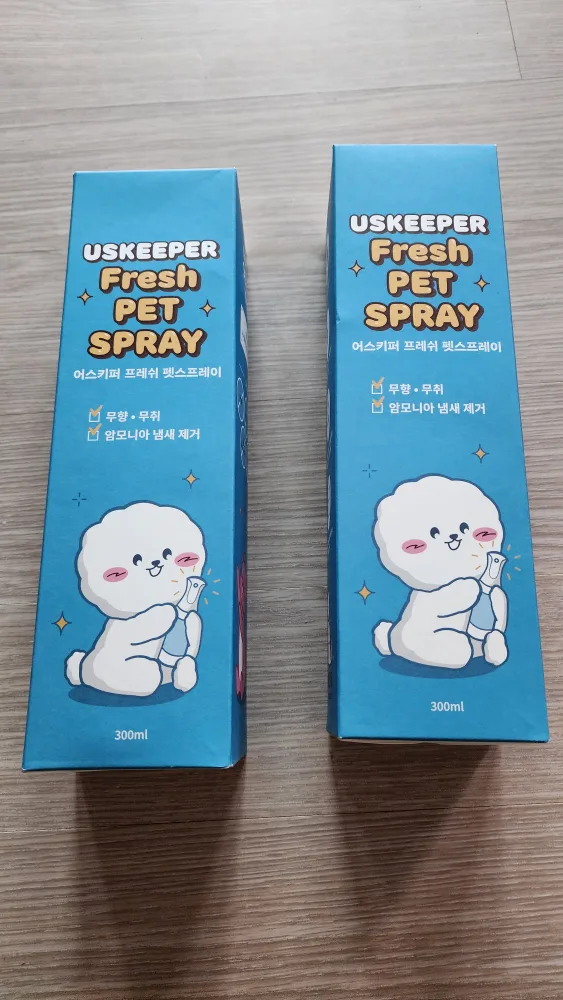 USKEEPER
Fresh
PET
SPRAY
어스키퍼 프레쉬 펫스프레이
무향 • 무취
암모니아 냄새 제거
300ml
USKEEPER
Fresh
PET
SPRAY
어스키퍼 프레쉬 펫스프레이
무향 • 무취
암모니아 냄새 제거
300ml